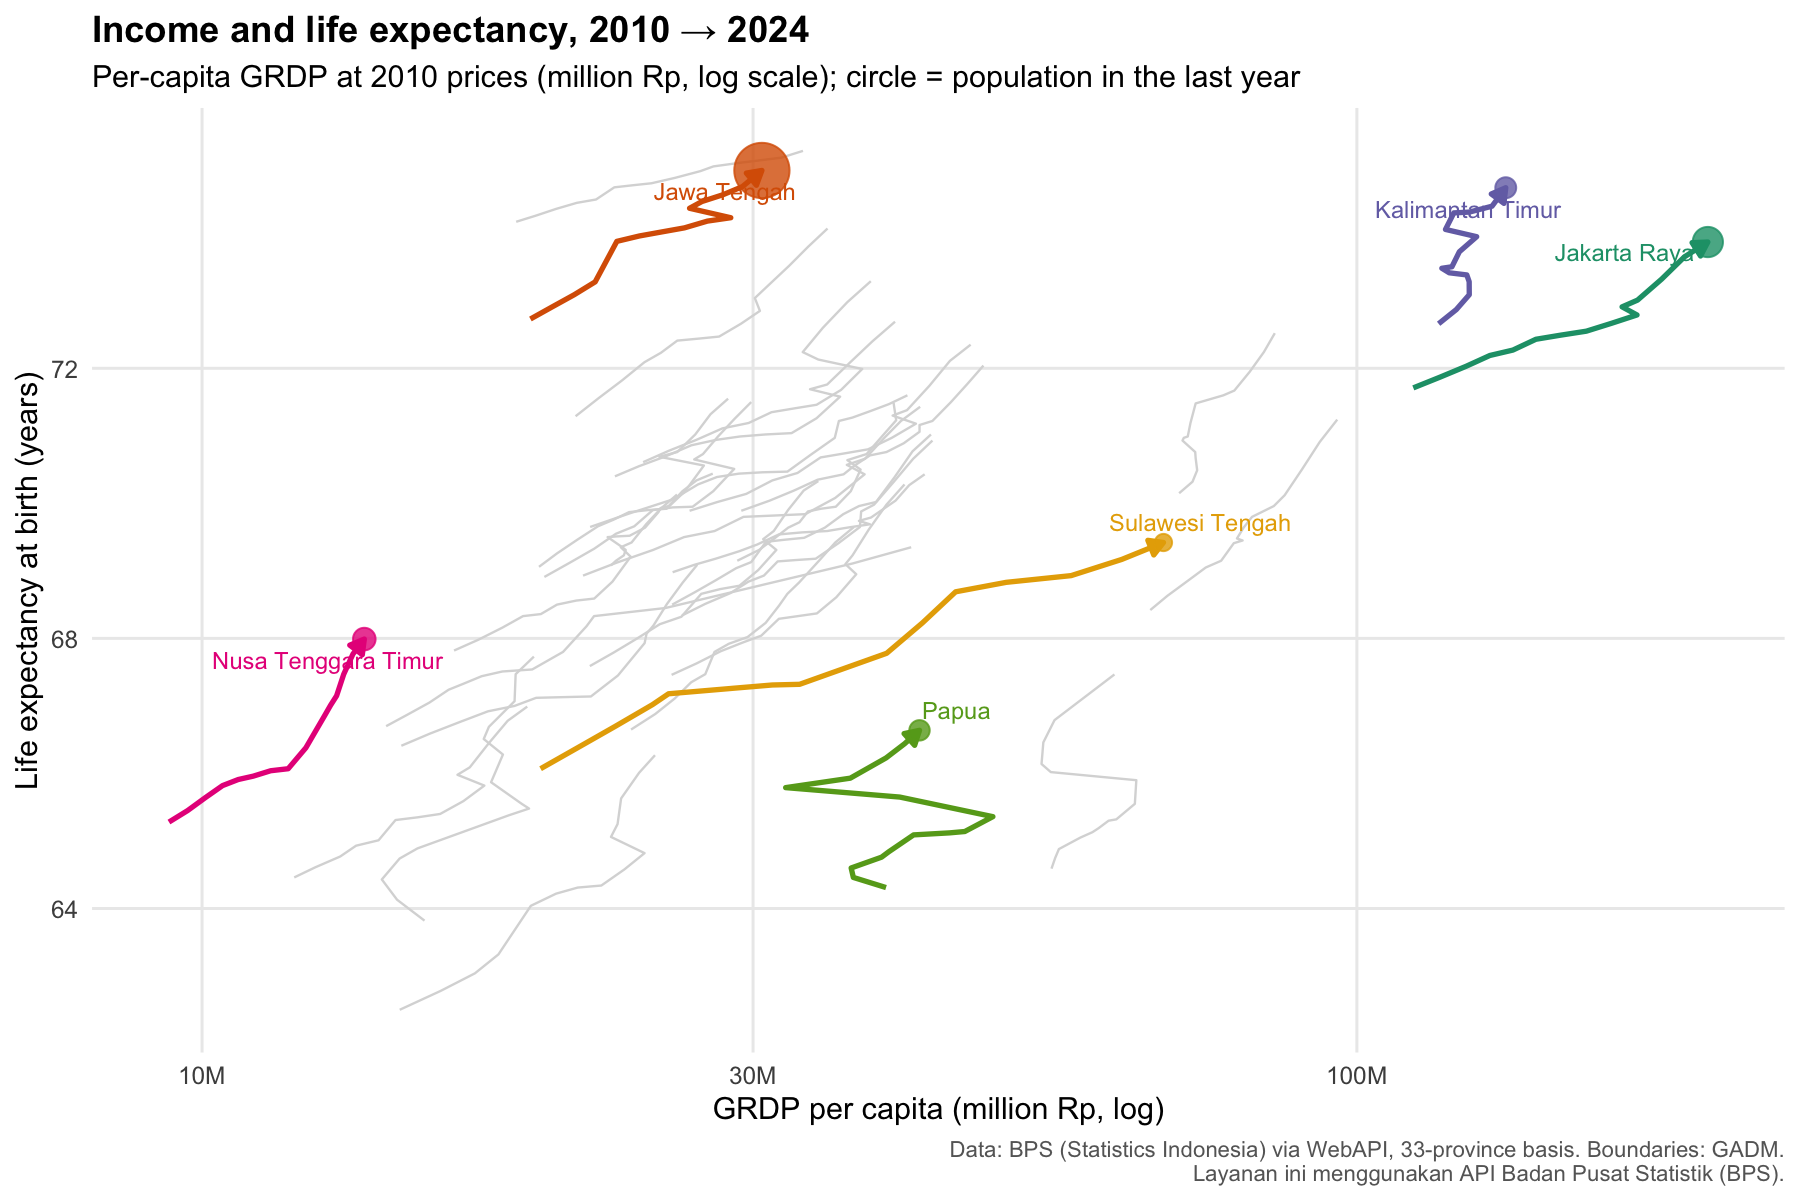 Income and life expectancy, 2010 → 2024
Per-capita GRDP at 2010 prices (million Rp, log scale); circle = population in the last year
Jawa Tengah
Kalimantan Timur
Jakarta Raya
72
Sulawesi Tengah
68
Nusa Tenggara Timur
Papua
64
Life expectancy at birth (years)
10M
30M
100M
GRDP per capita (million Rp, log)
Data: BPS (Statistics Indonesia) via WebAPI, 33-province basis. Boundaries: GADM.
Layanan ini menggunakan API Badan Pusat Statistik (BPS).